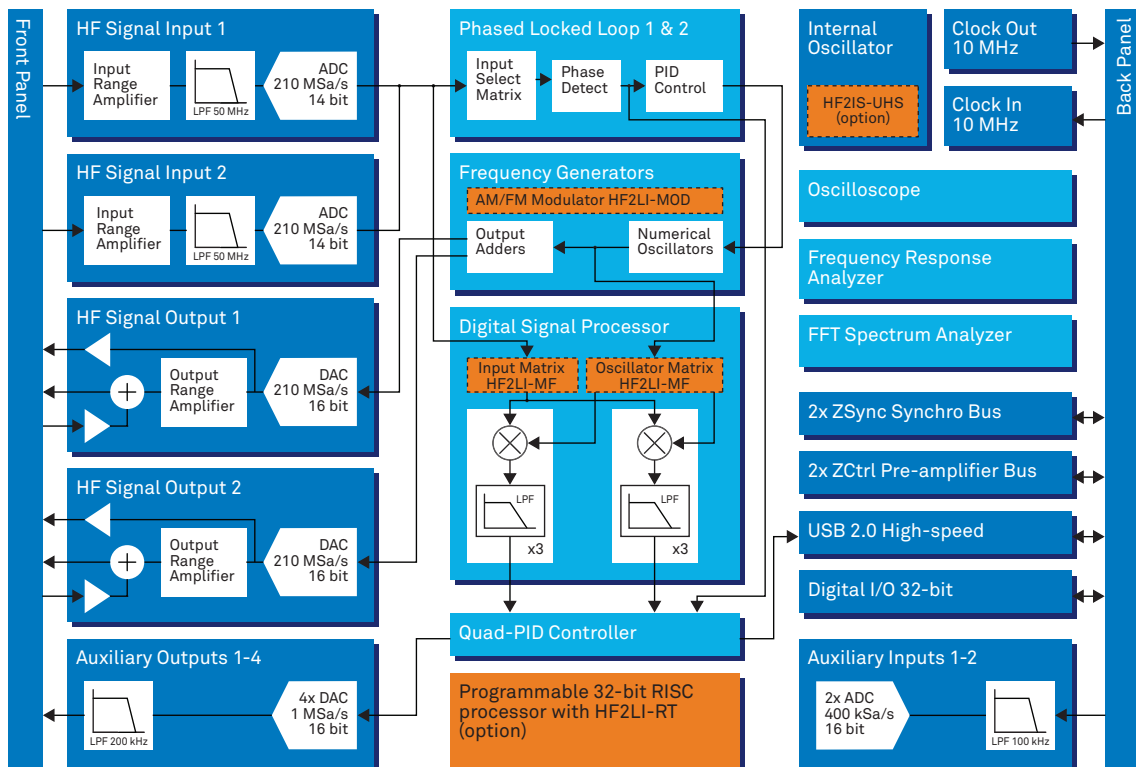 Front Panel
HF Signal Input 1
Input
Range
Amplifier
LPF 50 MHz
ADC
210 MSa/s
14 bit
HF Signal Input 2
Input
Range
Amplifier
LPF 50 MHz
ADC
210 MSa/s
14 bit
HF Signal Output 1
+
Output
Range
Amplifier
DAC
210 MSa/s
16 bit
HF Signal Output 2
+
Output
Range
Amplifier
DAC
210 MSa/s
16 bit
Auxiliary Outputs 1-4
LPF 200 kHz
4x DAC
1 MSa/s
16 bit
Phased Locked Loop 1 & 2
Input
Select
Matrix
Phase
Detect
PID
Control
Frequency Generators
AM/FM Modulator HF2LI-MOD
Output
Adders
Numerical
Oscillators
Digital Signal Processor
Input Matrix
HF2LI-MF
Oscillator Matrix
HF2LI-MF
LPF
x3
LPF
x3
Quad-PID Controller
Programmable 32-bit RISC
processor with HF2LI-RT
(option)
Internal
Oscillator
HF2IS-UHS
(option)
Clock Out
10 MHz
Clock In
10 MHz
Oscilloscope
Frequency Response
Analyzer
FFT Spectrum Analyzer
2x ZSync Synchro Bus
2x ZCtrl Pre-amplifier Bus
USB 2.0 High-speed
Digital I/O 32-bit
Auxiliary Inputs 1-2
2x ADC
400 kSa/s
16 bit
LPF 100 kHz
Back Panel